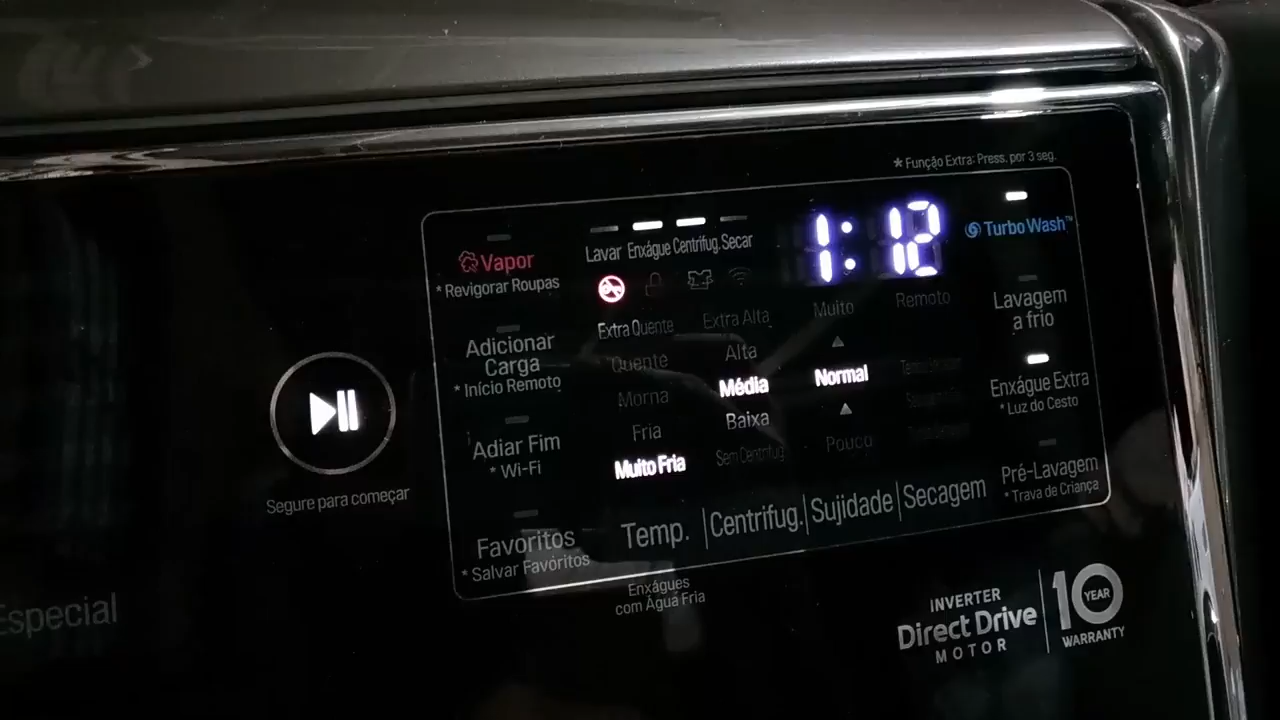 * Função Extra: Press. por 3 seg.
Vapor
* Revigorar Roupas
Lavar Enxágue Centrifug. Secar
1:12
Turbo Wash™
Adicionar
Carga
* Início Remoto
Extra Quente
Quente
Morna
Fria
Muito Fria
Extra Alta
Alta
Média
Baixa
Sem Centrifug.
Muito
Normal
Pouco
Remoto
Lavagem
a frio
Enxágue Extra
* Luz do Cesto
Adiar Fim
* Wi-Fi
Pré-Lavagem
* Trava de Criança
Favoritos
* Salvar Favoritos
Temp. Centrifug. Sujidade Secagem
Enxágues
com Água Fria
Segure para começar
Especial
INVERTER
Direct Drive
MOTOR
10 YEAR
WARRANTY